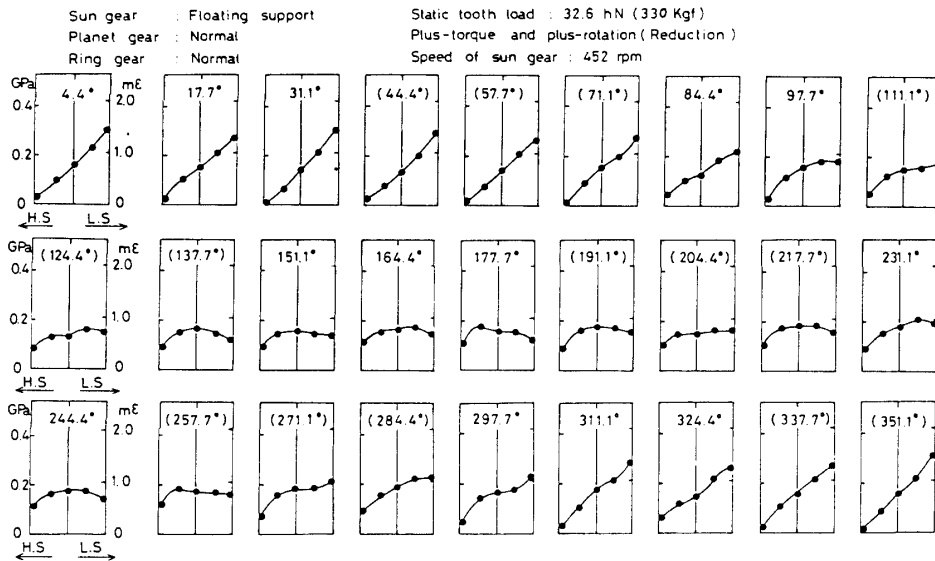 Sun gear : Floating support Static tooth load : 32.6 hN (330 Kgf)
Planet gear : Normal Plus-torque and plus-rotation (Reduction)
Ring gear : Normal Speed of sun gear : 452 rpm
GPa mε
4.4° 17.7° 31.1° (44.4°) (57.7°) (71.1°) 84.4° 97.7° (111.1°)
0.4 2.0
0.2 1.0
0 0
H.S L.S
GPa mε
(124.4°) (137.7°) 151.1° 164.4° 177.7° (191.1°) (204.4°) (217.7°) 231.1°
0.4 2.0
0.2 1.0
0 0
H.S L.S
GPa mε
244.4° (257.7°) (271.1°) (284.4°) 297.7° 311.1° 324.4° (337.7°) (351.1°)
0.4 2.0
0.2 1.0
0 0
H.S L.S